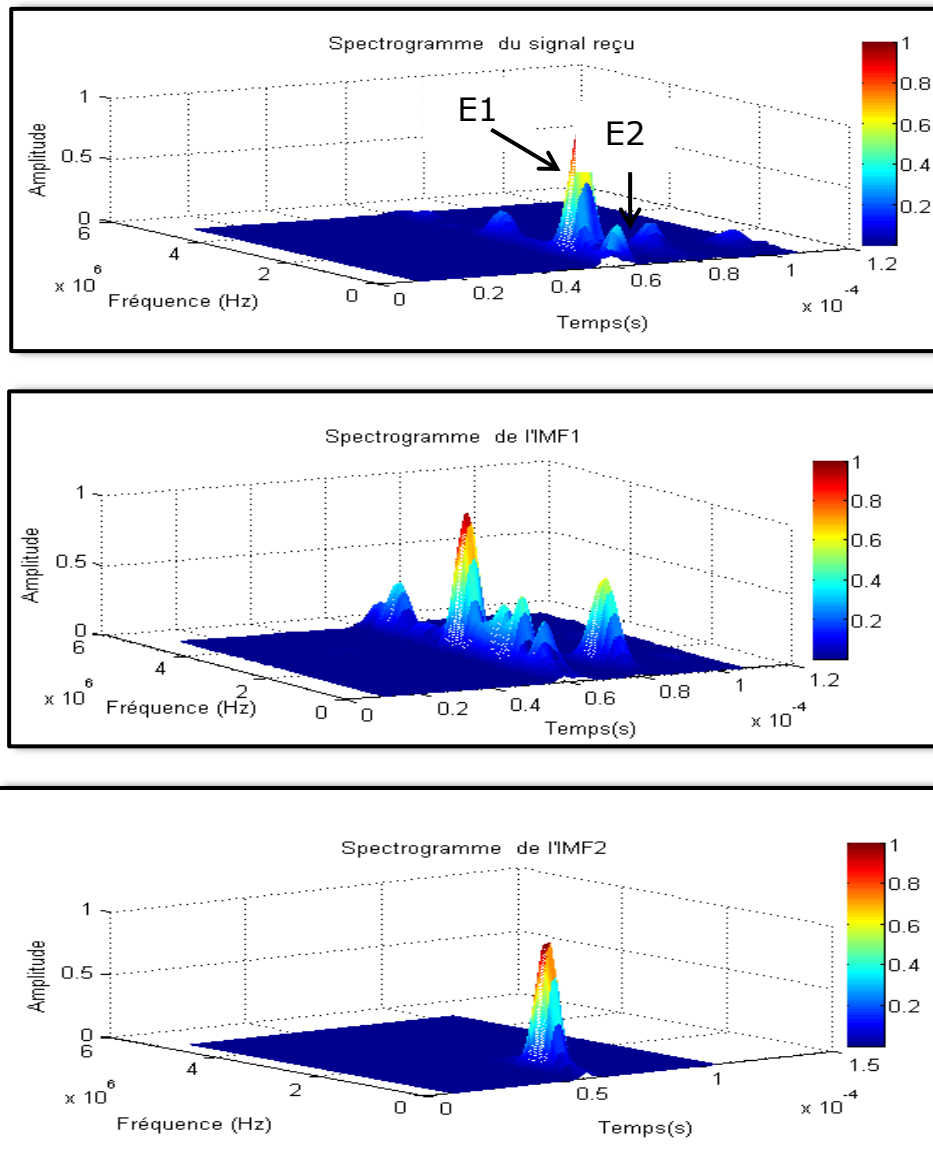 Spectrogramme du signal reçu
E1
E2
Amplitude
1
0.5
0
6
4
2
0
x 10^6
Fréquence (Hz)
0
0.2
0.4
0.6
0.8
1
1.2
x 10^-4
Temps(s)
1
0.8
0.6
0.4
0.2
Spectrogramme de l'IMF1
Amplitude
1
0.5
0
6
4
2
0
x 10^6
Fréquence (Hz)
0
0.2
0.4
0.6
0.8
1
1.2
x 10^-4
Temps(s)
1
0.8
0.6
0.4
0.2
Spectrogramme de l'IMF2
Amplitude
1
0.5
0
6
4
2
0
x 10^6
Fréquence (Hz)
0
0.5
1
1.5
x 10^-4
Temps(s)
1
0.8
0.6
0.4
0.2